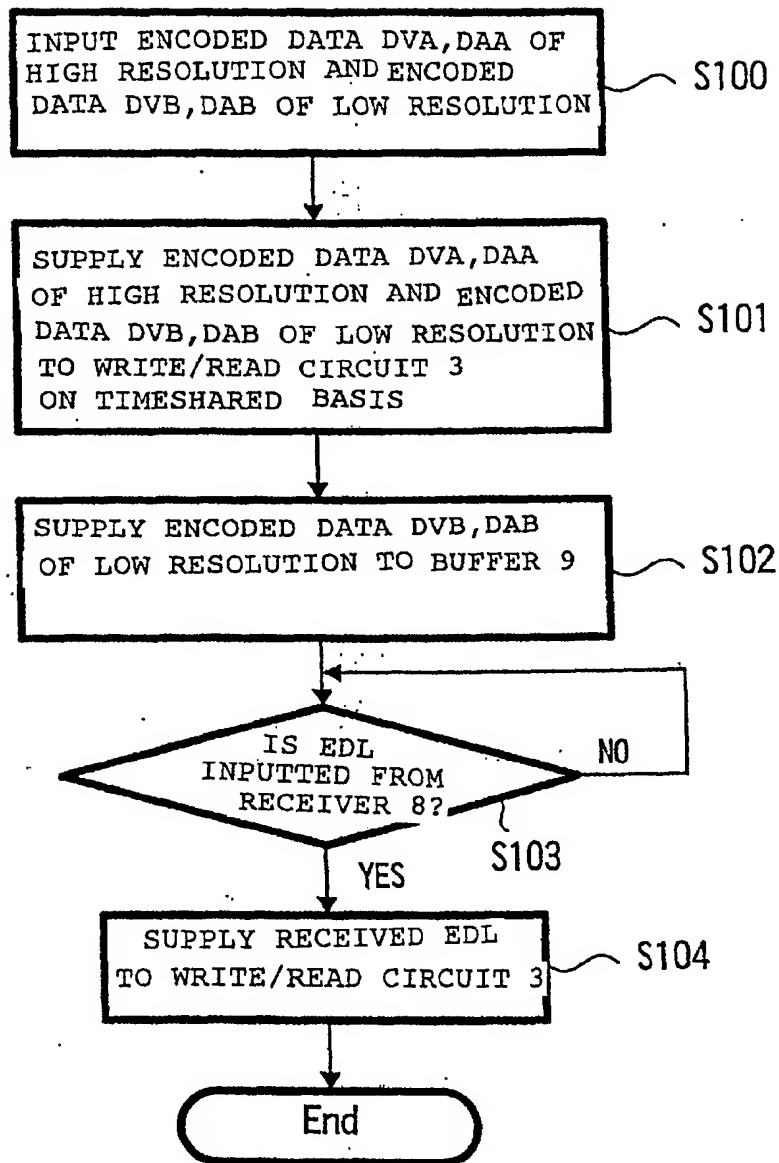 INPUT ENCODED DATA DVA,DAA OF
HIGH RESOLUTION AND ENCODED
DATA DVB,DAB OF LOW RESOLUTION
S100
SUPPLY ENCODED DATA DVA,DAA
OF HIGH RESOLUTION AND ENCODED
DATA DVB,DAB OF LOW RESOLUTION
TO WRITE/READ CIRCUIT 3
ON TIMESHARED BASIS
S101
SUPPLY ENCODED DATA DVB,DAB
OF LOW RESOLUTION TO BUFFER 9
S102
IS EDL
INPUTTED FROM
RECEIVER 8?
NO
S103
YES
SUPPLY RECEIVED EDL
TO WRITE/READ CIRCUIT 3
S104
End